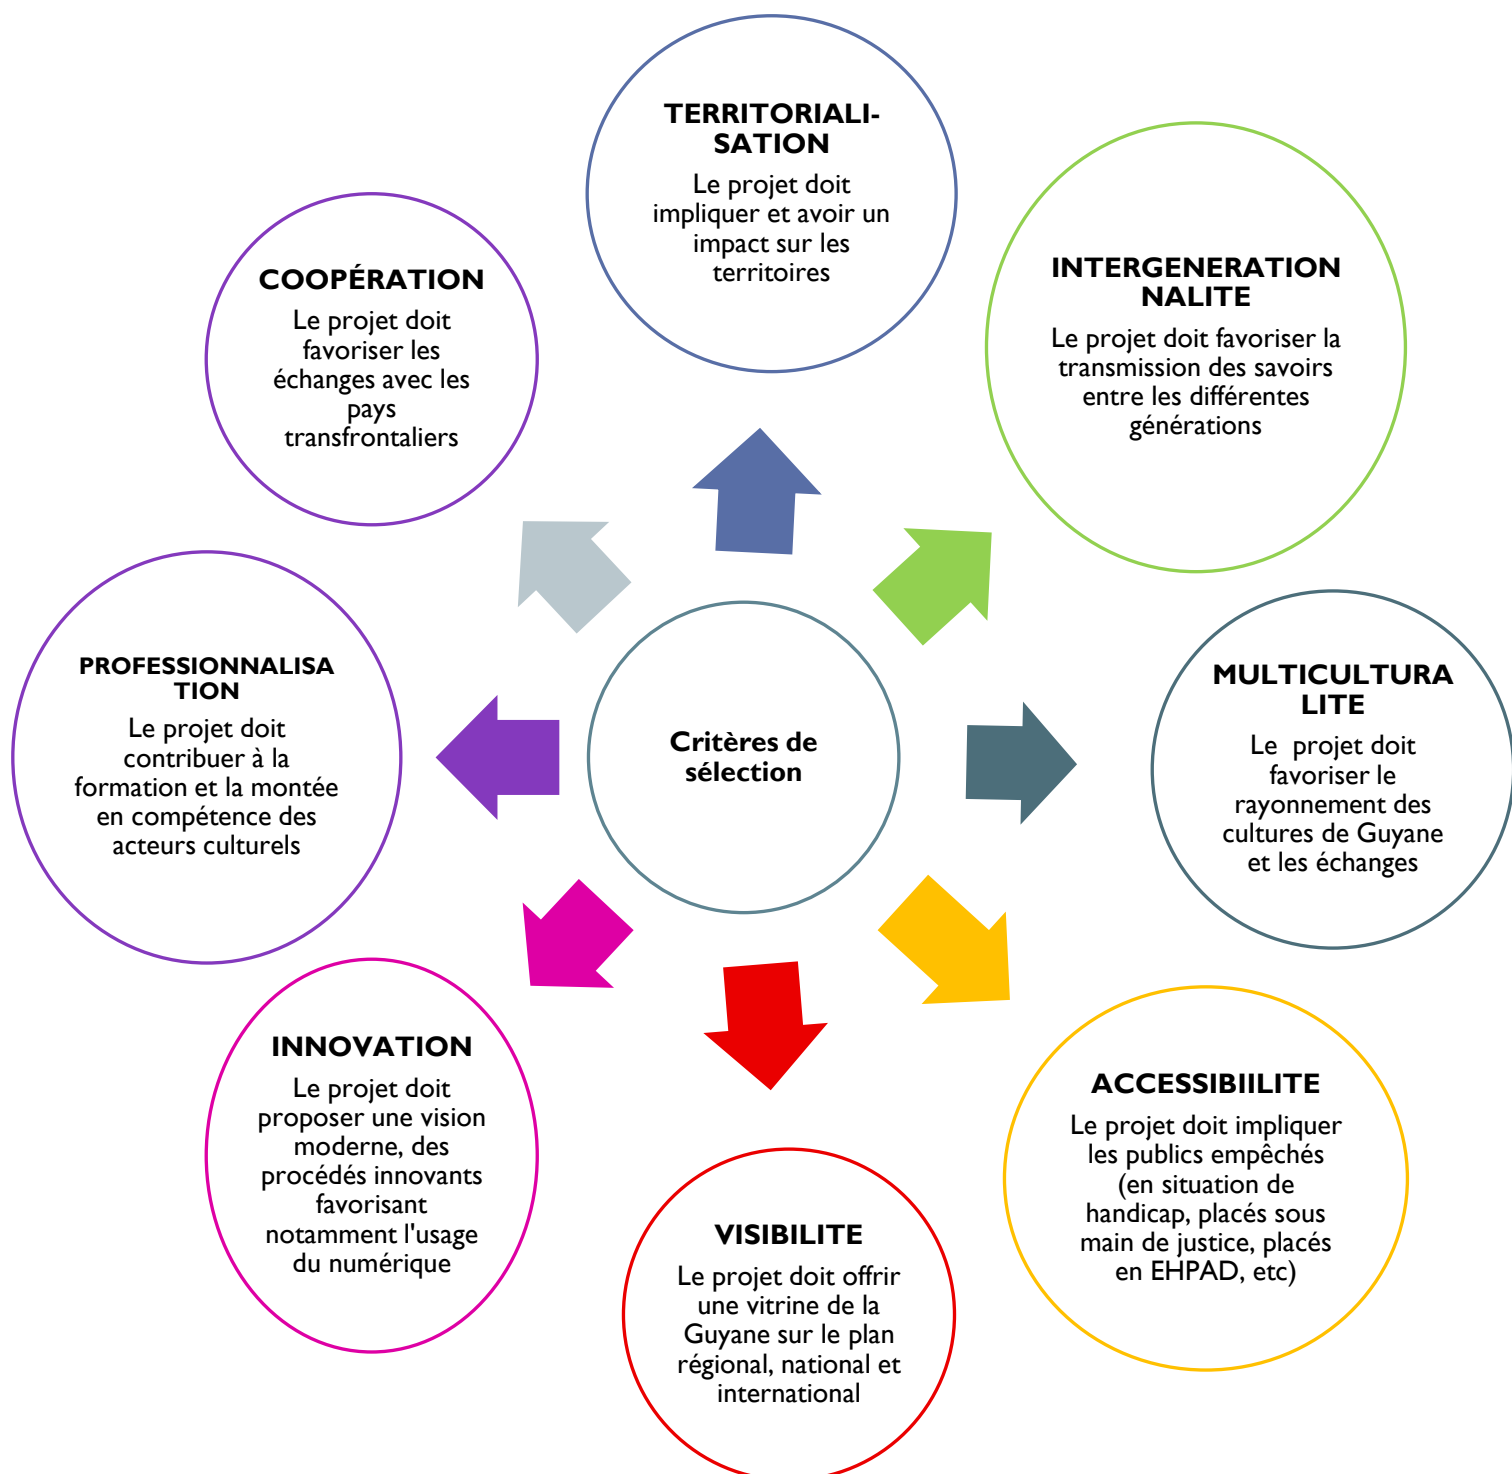 TERRITORIALI-
SATION
Le projet doit
impliquer et avoir un
impact sur les
territoires
INTERGENERATION
NALITE
Le projet doit favoriser la
transmission des savoirs
entre les différentes
générations
MULTICULTURA
LITE
Le  projet doit
favoriser le
rayonnement des
cultures de Guyane
et les échanges
ACCESSIBIILITE
Le projet doit impliquer
les publics empêchés
(en situation de
handicap, placés sous
main de justice, placés
en EHPAD, etc)
VISIBILITE
Le projet doit offrir
une vitrine de la
Guyane sur le plan
régional, national et
international
INNOVATION
Le projet doit
proposer une vision
moderne, des
procédés innovants
favorisant
notamment l'usage
du numérique
PROFESSIONNALISA
TION
Le projet doit
contribuer à la
formation et la montée
en compétence des
acteurs culturels
COOPÉRATION
Le projet doit
favoriser les
échanges avec les
pays
transfrontaliers
Critères de
sélection